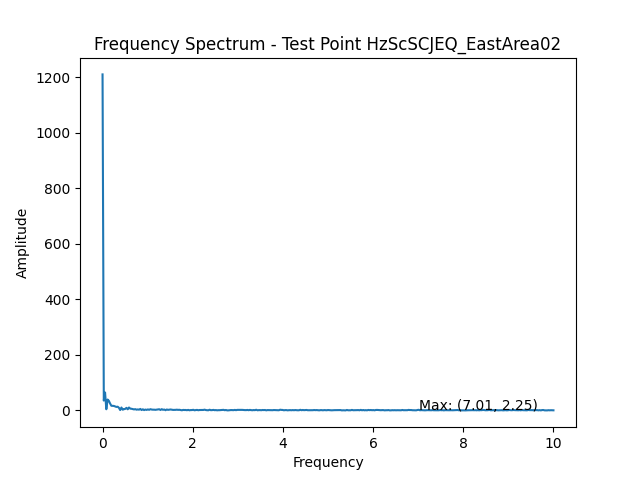 Frequency Spectrum - Test Point HzScSCJEQ_EastArea02
Amplitude
1200
1000
800
600
400
200
0
Max: (7.01, 2.25)
0 2 4 6 8 10
Frequency